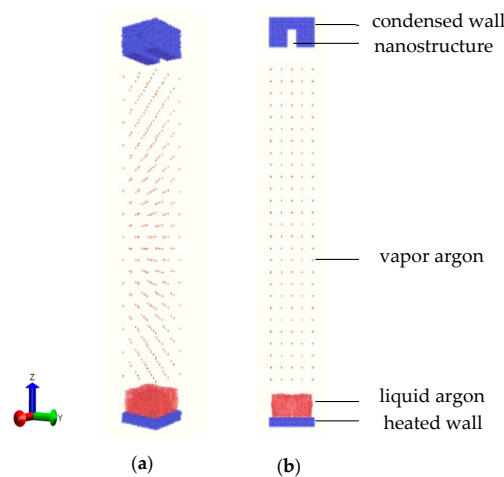 condensed wall
nanostructure
vapor argon
liquid argon
heated wall
Z
Y
(a)
(b)